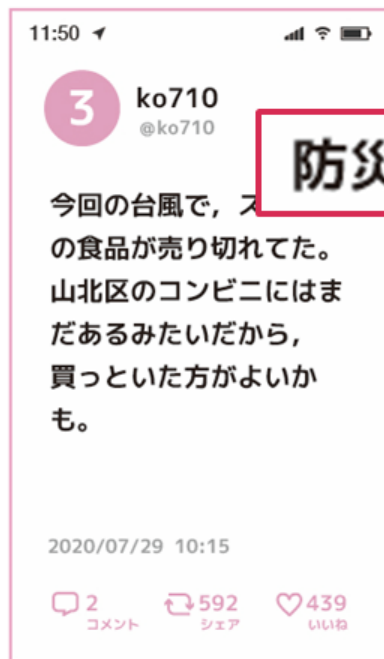 11:50
3
ko710
@ko710
防災
今回の台風で，ス
の食品が売り切れてた。
山北区のコンビニにはま
だあるみたいだから，
買っといた方がよいか
も。
2020/07/29 10:15
2
コメント
592
シェア
439
いいね